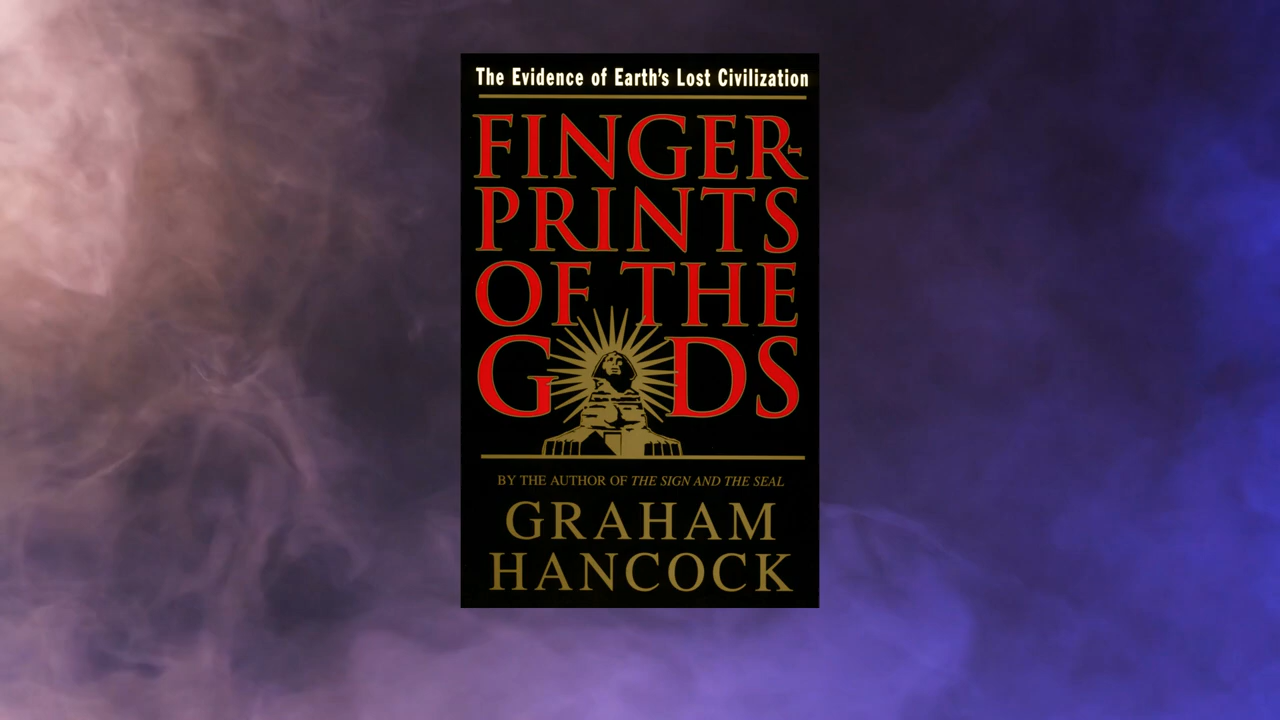 The Evidence of Earth's Lost Civilization
FINGER-
PRINTS
OF THE
GODS
BY THE AUTHOR OF THE SIGN AND THE SEAL
GRAHAM
HANCOCK